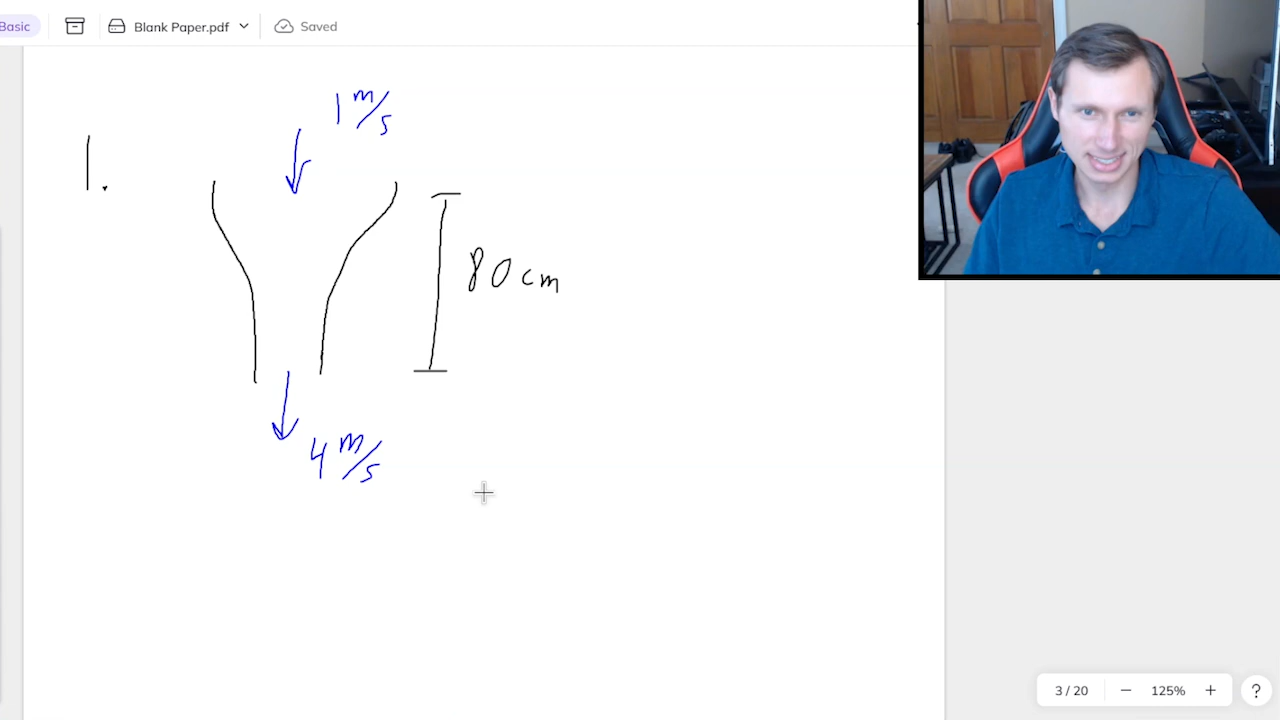 Basic
Blank Paper.pdf
Saved
1 m/s
1.
80 cm
4 m/s
3 / 20
125%
?